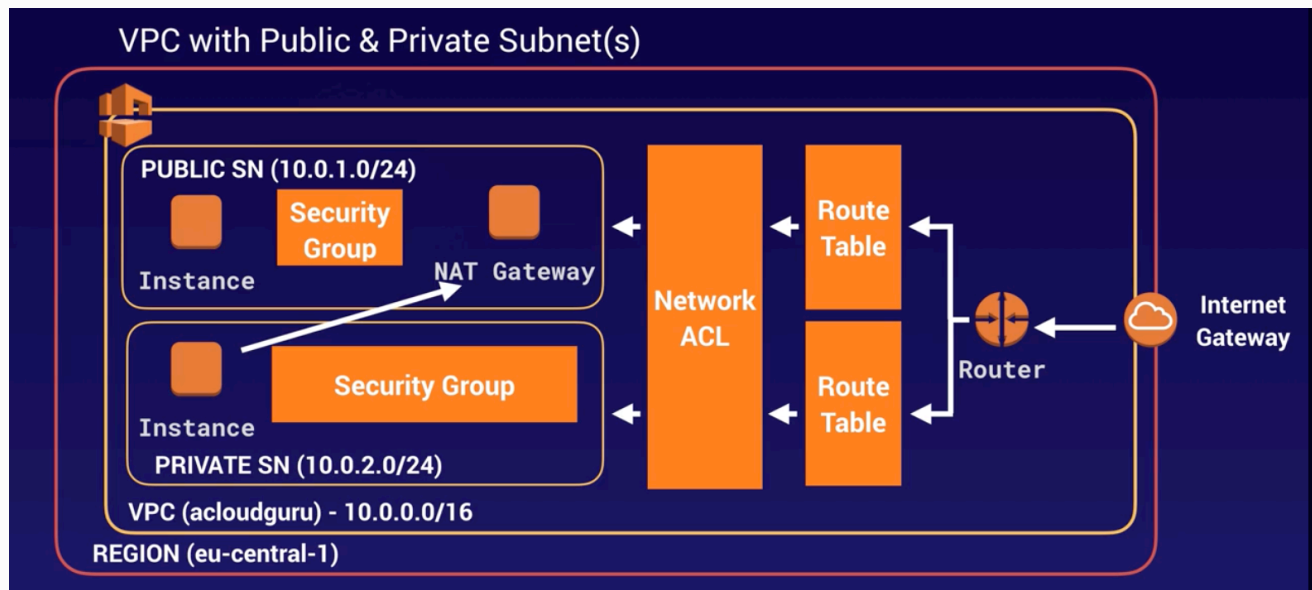 VPC with Public & Private Subnet(s)
PUBLIC SN (10.0.1.0/24)
Security
Group
Instance
NAT Gateway
Instance
Security Group
PRIVATE SN (10.0.2.0/24)
VPC (acloudguru) - 10.0.0.0/16
REGION (eu-central-1)
Network
ACL
Route
Table
Route
Table
Router
Internet
Gateway